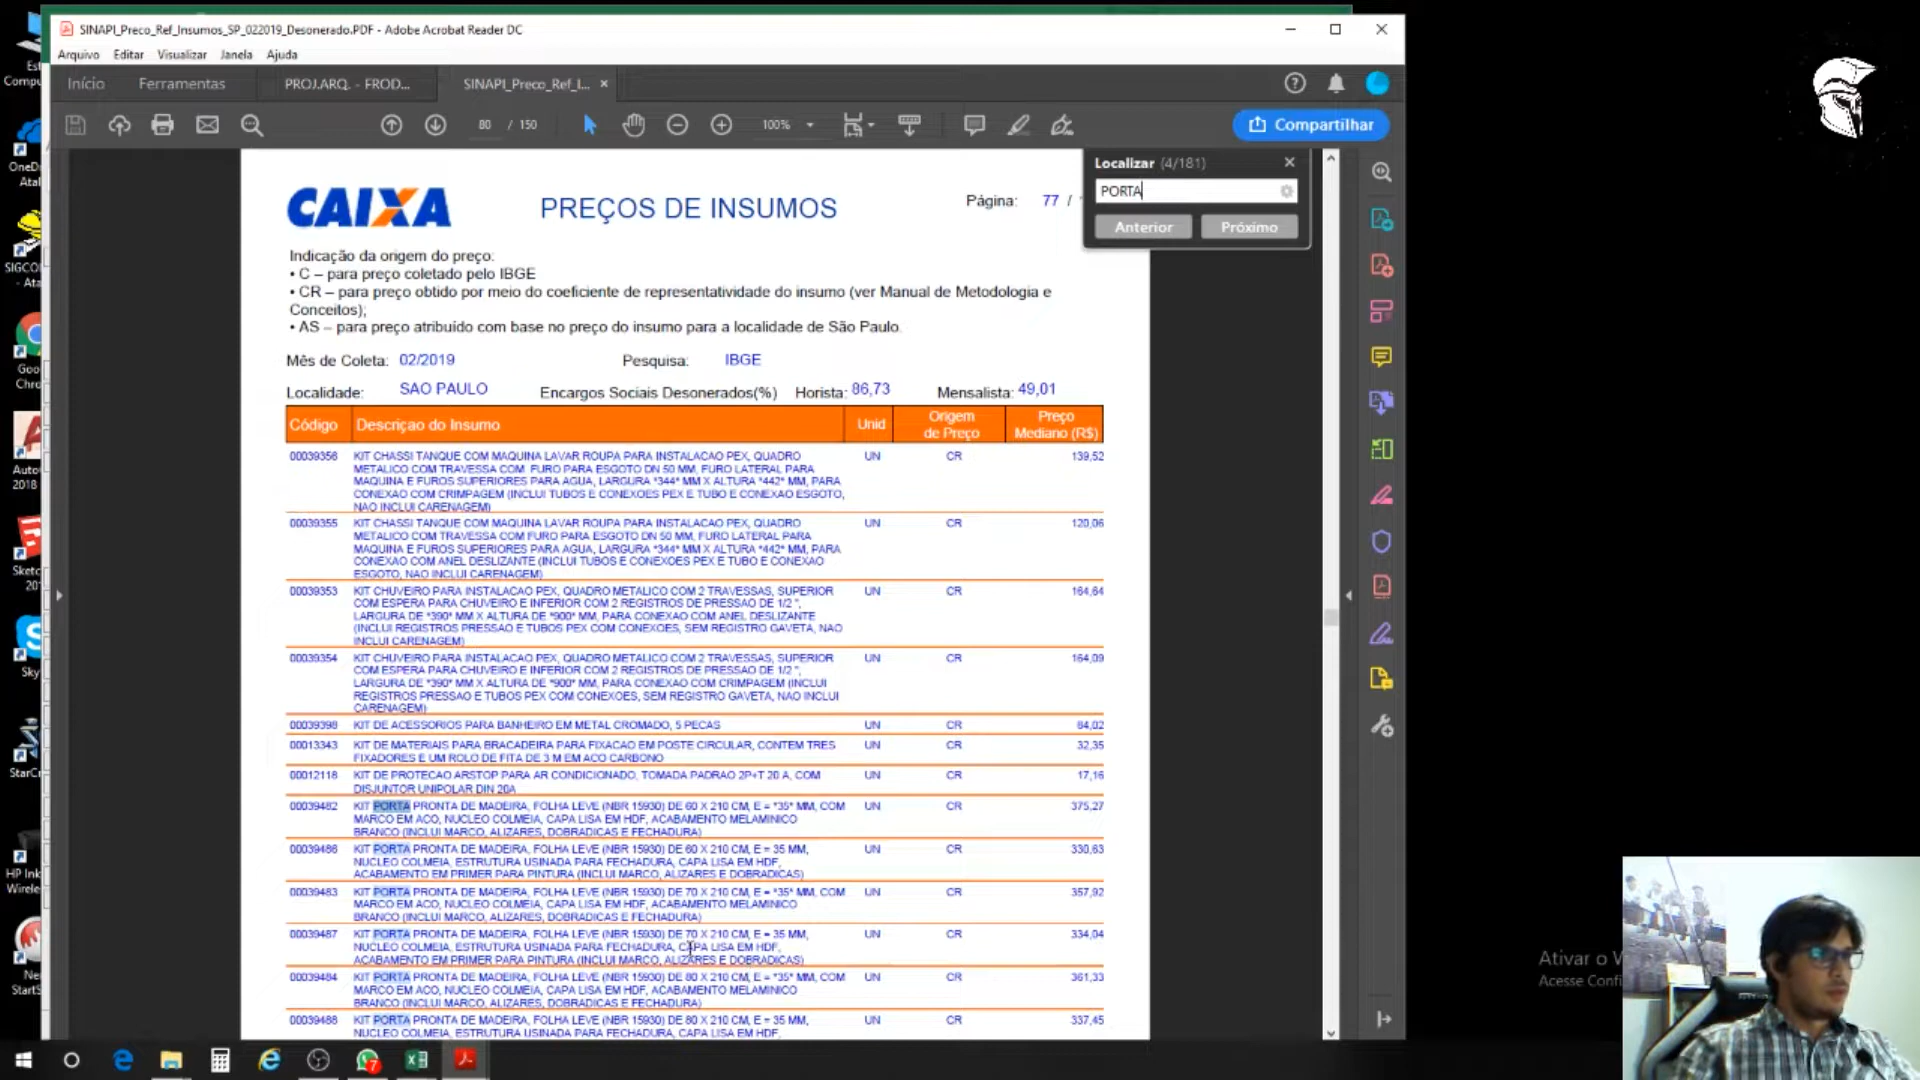 SINAPI_Preco_Ref_Insumos_SP_022019_Desonerado.PDF - Adobe Acrobat Reader DC
Arquivo Editar Visualizar Janela Ajuda
Início Ferramentas PROJ.ARQ. - FROD... SINAPI_Preco_Ref_I... ×
80 / 150 100% Compartilhar
Localizar (4/181)
PORTA
Anterior Próximo
CAIXA PREÇOS DE INSUMOS Página: 77 /
Indicação da origem do preço:
• C – para preço coletado pelo IBGE
• CR – para preço obtido por meio do coeficiente de representatividade do insumo (ver Manual de Metodologia e
Conceitos);
• AS – para preço atribuído com base no preço do insumo para a localidade de São Paulo.
Mês de Coleta: 02/2019 Pesquisa: IBGE
Localidade: SAO PAULO Encargos Sociais Desonerados(%) Horista: 86,73 Mensalista: 49,01
Código Descriçao do Insumo Unid Origem de Preço Preço Mediano (R$)
00039356 KIT CHASSI TANQUE COM MAQUINA LAVAR ROUPA PARA INSTALACAO PEX, QUADRO UN CR 139,52
METALICO COM TRAVESSA COM FURO PARA ESGOTO DN 50 MM, FURO LATERAL PARA
MAQUINA E FUROS SUPERIORES PARA AGUA, LARGURA *344* MM X ALTURA *442* MM, PARA
CONEXAO COM CRIMPAGEM (INCLUI TUBOS E CONEXOES PEX E TUBO E CONEXAO ESGOTO,
NAO INCLUI CARENAGEM)
00039355 KIT CHASSI TANQUE COM MAQUINA LAVAR ROUPA PARA INSTALACAO PEX, QUADRO UN CR 120,06
METALICO COM TRAVESSA COM FURO PARA ESGOTO DN 50 MM, FURO LATERAL PARA
MAQUINA E FUROS SUPERIORES PARA AGUA, LARGURA *344* MM X ALTURA *442* MM, PARA
CONEXAO COM ANEL DESLIZANTE (INCLUI TUBOS E CONEXOES PEX E TUBO E CONEXAO
ESGOTO, NAO INCLUI CARENAGEM)
00039353 KIT CHUVEIRO PARA INSTALACAO PEX, QUADRO METALICO COM 2 TRAVESSAS, SUPERIOR UN CR 164,64
COM ESPERA PARA CHUVEIRO E INFERIOR COM 2 REGISTROS DE PRESSAO DE 1/2 ",
LARGURA DE *390* MM X ALTURA DE *900* MM, PARA CONEXAO COM ANEL DESLIZANTE
(INCLUI REGISTROS PRESSAO E TUBOS PEX COM CONEXOES, SEM REGISTRO GAVETA, NAO
INCLUI CARENAGEM)
00039354 KIT CHUVEIRO PARA INSTALACAO PEX, QUADRO METALICO COM 2 TRAVESSAS, SUPERIOR UN CR 164,09
COM ESPERA PARA CHUVEIRO E INFERIOR COM 2 REGISTROS DE PRESSAO DE 1/2 ",
LARGURA DE *390* MM X ALTURA DE *900* MM, PARA CONEXAO COM CRIMPAGEM (INCLUI
REGISTROS PRESSAO E TUBOS PEX COM CONEXOES, SEM REGISTRO GAVETA, NAO INCLUI
CARENAGEM)
00039398 KIT DE ACESSORIOS PARA BANHEIRO EM METAL CROMADO, 5 PECAS UN CR 64,02
00013343 KIT DE MATERIAIS PARA BRACADEIRA PARA FIXACAO EM POSTE CIRCULAR, CONTEM TRES UN CR 32,35
FIXADORES E UM ROLO DE FITA DE 3 M EM ACO CARBONO
00012118 KIT DE PROTECAO ARSTOP PARA AR CONDICIONADO, TOMADA PADRAO 2P+T 20 A, COM UN CR 17,16
DISJUNTOR UNIPOLAR DIN 20A
00039482 KIT PORTA PRONTA DE MADEIRA, FOLHA LEVE (NBR 15930) DE 60 X 210 CM, E = *35* MM, COM UN CR 375,27
MARCO EM ACO, NUCLEO COLMEIA, CAPA LISA EM HDF, ACABAMENTO MELAMINICO
BRANCO (INCLUI MARCO, ALIZARES, DOBRADICAS E FECHADURA)
00039486 KIT PORTA PRONTA DE MADEIRA, FOLHA LEVE (NBR 15930) DE 60 X 210 CM, E = 35 MM, UN CR 330,63
NUCLEO COLMEIA, ESTRUTURA USINADA PARA FECHADURA, CAPA LISA EM HDF,
ACABAMENTO EM PRIMER PARA PINTURA (INCLUI MARCO, ALIZARES E DOBRADICAS)
00039483 KIT PORTA PRONTA DE MADEIRA, FOLHA LEVE (NBR 15930) DE 70 X 210 CM, E = *35* MM, COM UN CR 357,92
MARCO EM ACO, NUCLEO COLMEIA, CAPA LISA EM HDF, ACABAMENTO MELAMINICO
BRANCO (INCLUI MARCO, ALIZARES, DOBRADICAS E FECHADURA)
00039487 KIT PORTA PRONTA DE MADEIRA, FOLHA LEVE (NBR 15930) DE 70 X 210 CM, E = 35 MM, UN CR 334,04
NUCLEO COLMEIA, ESTRUTURA USINADA PARA FECHADURA, CAPA LISA EM HDF,
ACABAMENTO EM PRIMER PARA PINTURA (INCLUI MARCO, ALIZARES E DOBRADICAS)
00039484 KIT PORTA PRONTA DE MADEIRA, FOLHA LEVE (NBR 15930) DE 80 X 210 CM, E = *35* MM, COM UN CR 361,33
MARCO EM ACO, NUCLEO COLMEIA, CAPA LISA EM HDF, ACABAMENTO MELAMINICO
BRANCO (INCLUI MARCO, ALIZARES, DOBRADICAS E FECHADURA)
00039488 KIT PORTA PRONTA DE MADEIRA, FOLHA LEVE (NBR 15930) DE 80 X 210 CM, E = 35 MM, UN CR 337,45
NUCLEO COLMEIA, ESTRUTURA USINADA PARA FECHADURA, CAPA LISA EM HDF,
Ativar o
Acesse Confi